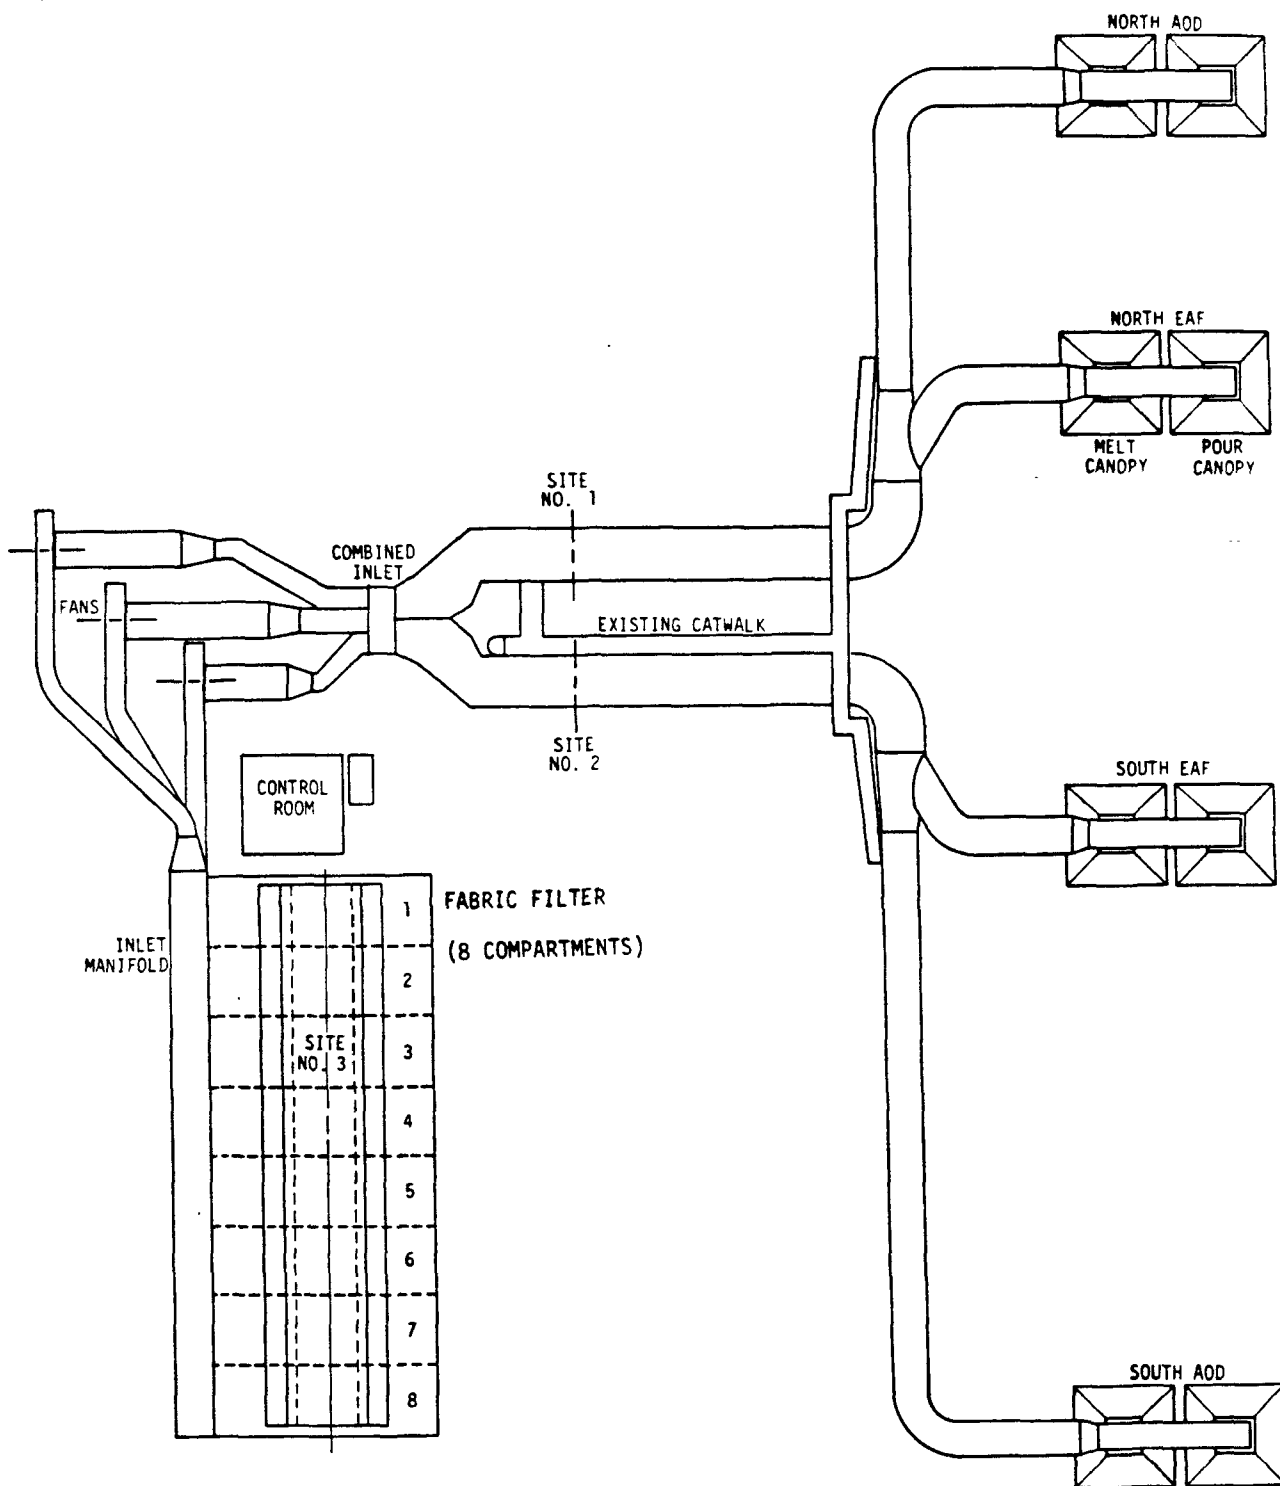 NORTH AOD
NORTH EAF
MELT
CANOPY
POUR
CANOPY
SITE
NO. 1
COMBINED
INLET
FANS
EXISTING CATWALK
SITE
NO. 2
SOUTH EAF
CONTROL
ROOM
FABRIC FILTER
(8 COMPARTMENTS)
INLET
MANIFOLD
1
2
SITE
NO. 3
3
4
5
6
7
8
SOUTH AOD